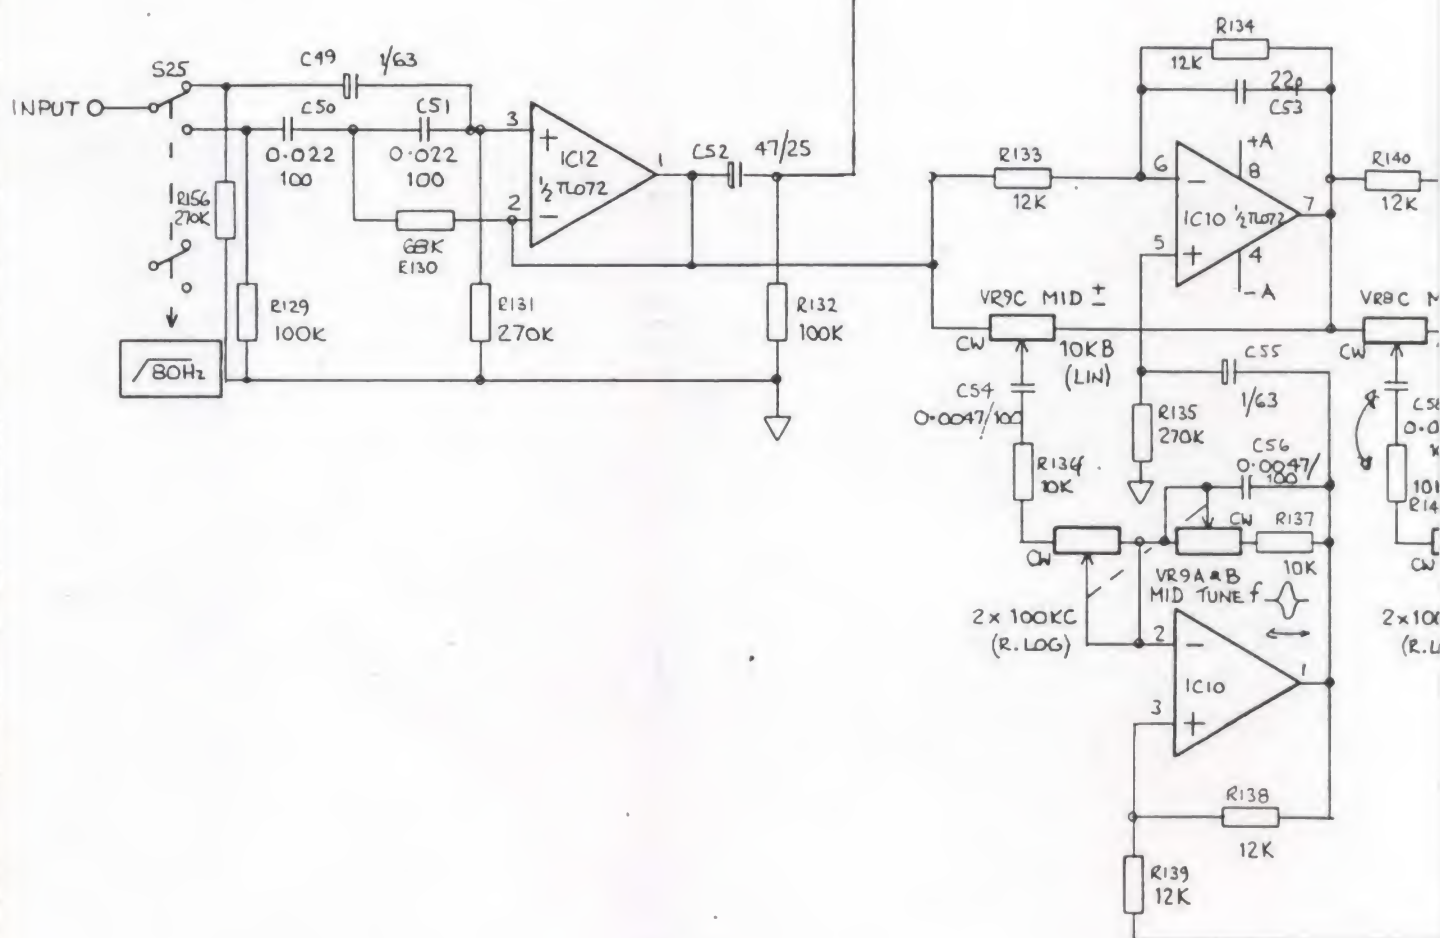 INPUT
S25
C49
1/63
C50
0.022
100
C51
0.022
100
R156
270K
80Hz
R129
100K
68K
R130
3
+
IC12
½ TL072
2
−
1
R131
270K
C52
47/25
R132
100K
R133
12K
R134
12K
22p
C53
6
−
+A
8
IC10 ½TL072
7
5
+
4
−A
R140
12K
VR9C MID ±
CW
10KB
(LIN)
VR8C M
CW
C54
0.0047/100
R136
10K
R135
270K
C55
1/63
C56
0.0047/
100
CW
R137
10K
CW
VR9A & B
MID TUNE f
2 x 100KC
(R. LOG)
2
−
IC10
3
+
1
R138
12K
R139
12K
CW
2x10